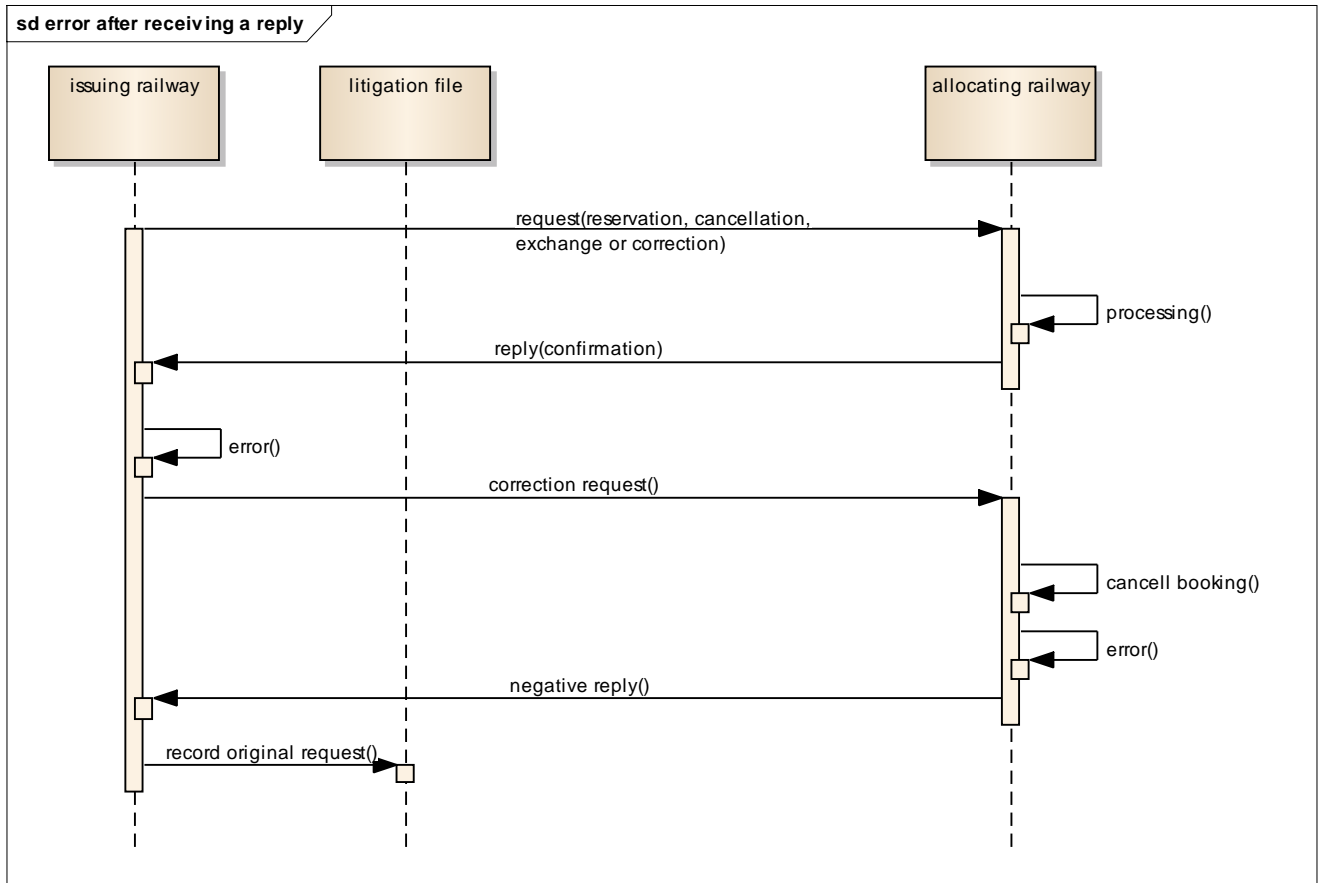 sd error after receiving a reply
issuing railway
litigation file
allocating railway
request(reservation, cancellation,
exchange or correction)
processing()
reply(confirmation)
error()
correction request()
cancell booking()
error()
negative reply()
record original request()